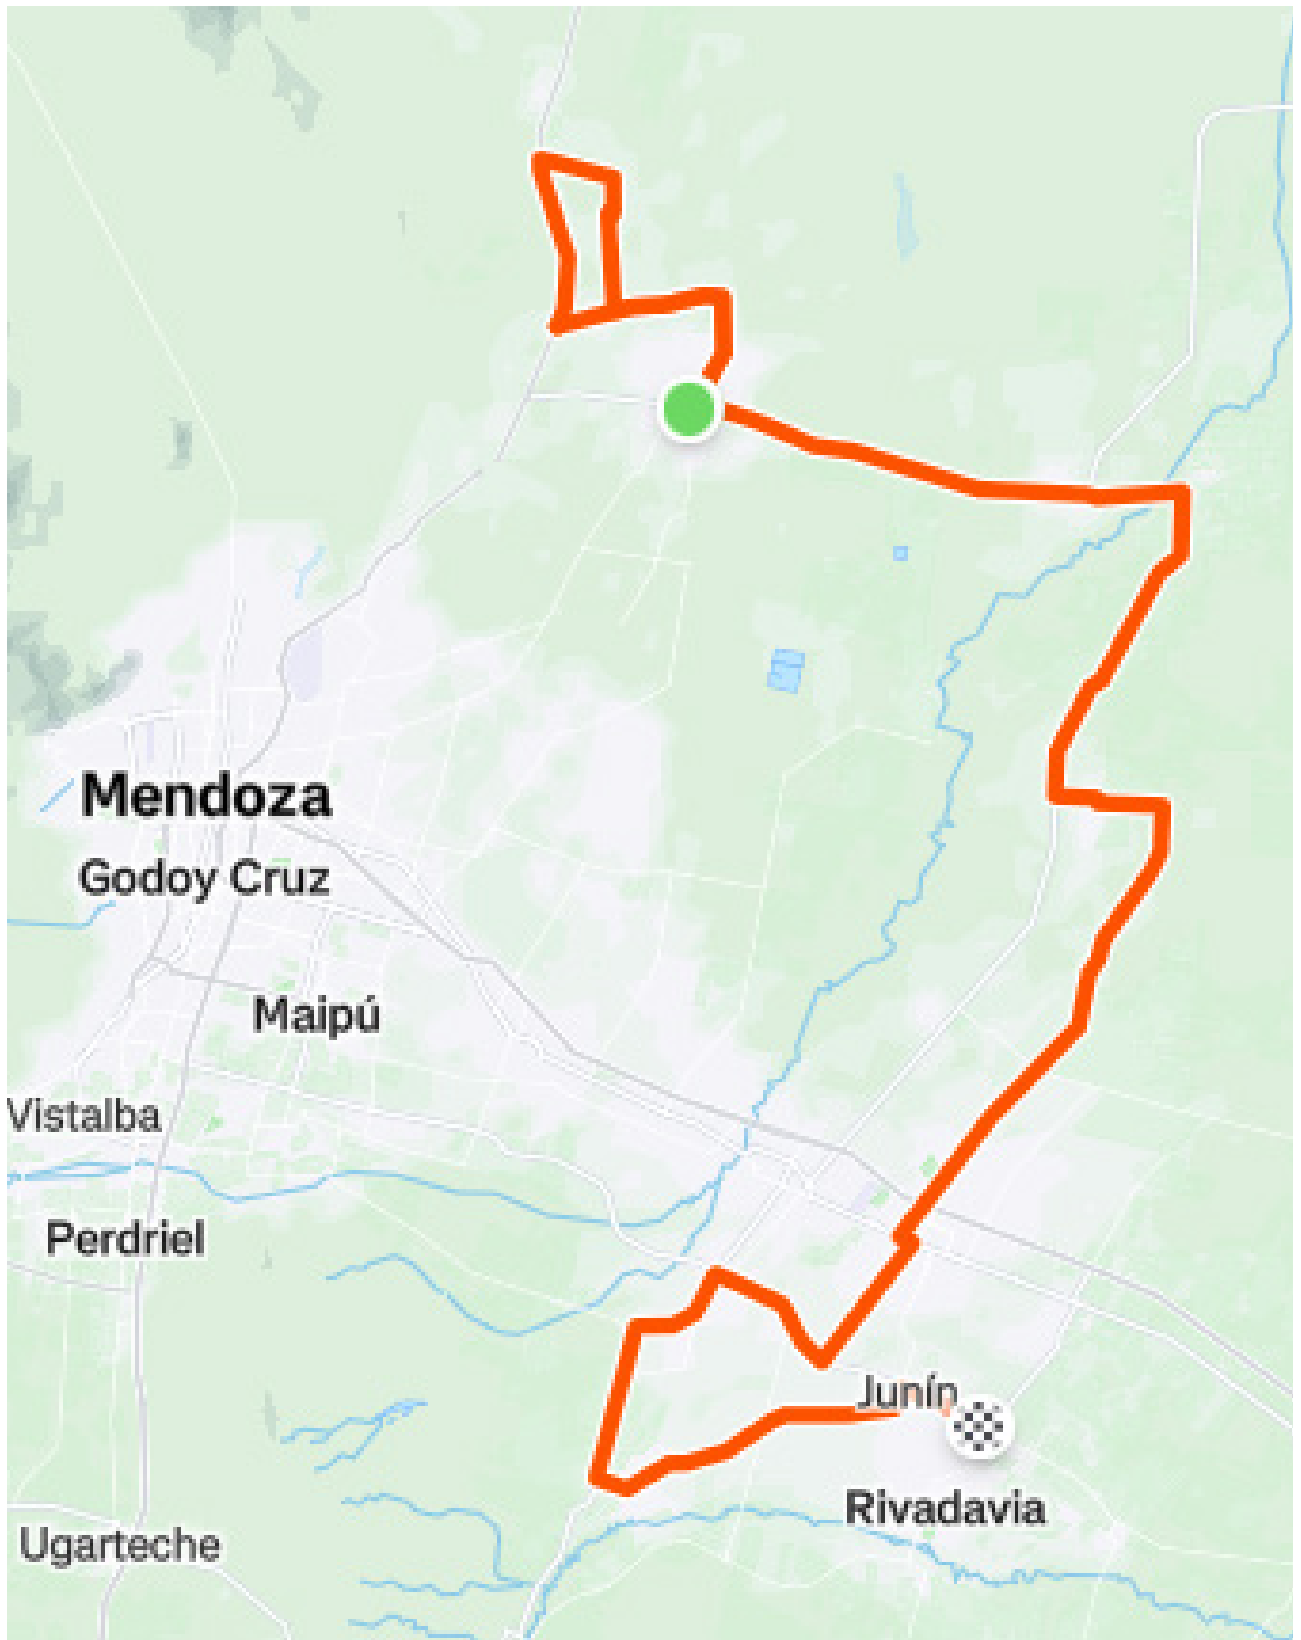 Mendoza
Godoy Cruz
Maipú
Vistalba
Perdriel
Junín
Rivadavia
Ugarteche